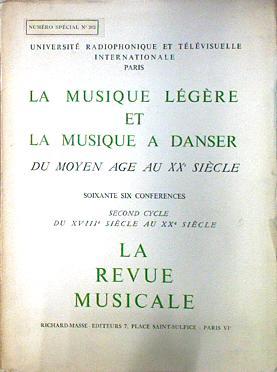 NUMÉRO SPÉCIAL N°
UNIVERSITÉ RADIOPHONIQUE ET TÉLÉVISUELLE
INTERNATIONALE
PARIS
LA MUSIQUE LÉGÈRE
ET
LA MUSIQUE A DANSER
DU MOYEN AGE AU XXe SIÈCLE
SOIXANTE SIX CONFERENCES
SECOND CYCLE
DU XVIIIe SIÈCLE AU XXe SIÈCLE
LA
REVUE
MUSICALE
RICHARD-MASSE - EDITEURS 7, PLACE SAINT-SULPICE - PARIS VIe